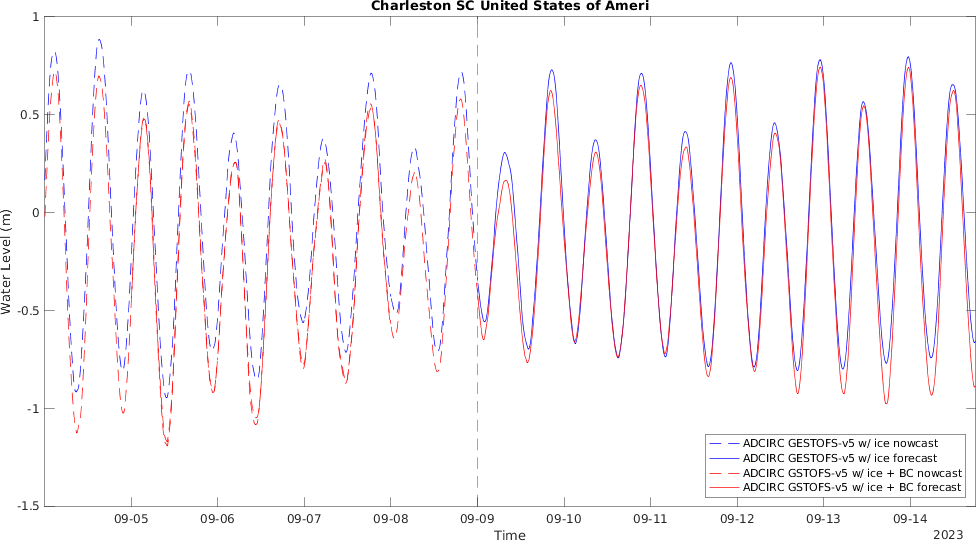 Charleston SC United States of Ameri
1
0.5
0
-0.5
-1
-1.5
Water Level (m)
ADCIRC GESTOFS-v5 w/ ice nowcast
ADCIRC GESTOFS-v5 w/ ice forecast
ADCIRC GSTOFS-v5 w/ ice + BC nowcast
ADCIRC GSTOFS-v5 w/ ice + BC forecast
09-05 09-06 09-07 09-08 09-09 09-10 09-11 09-12 09-13 09-14
Time
2023